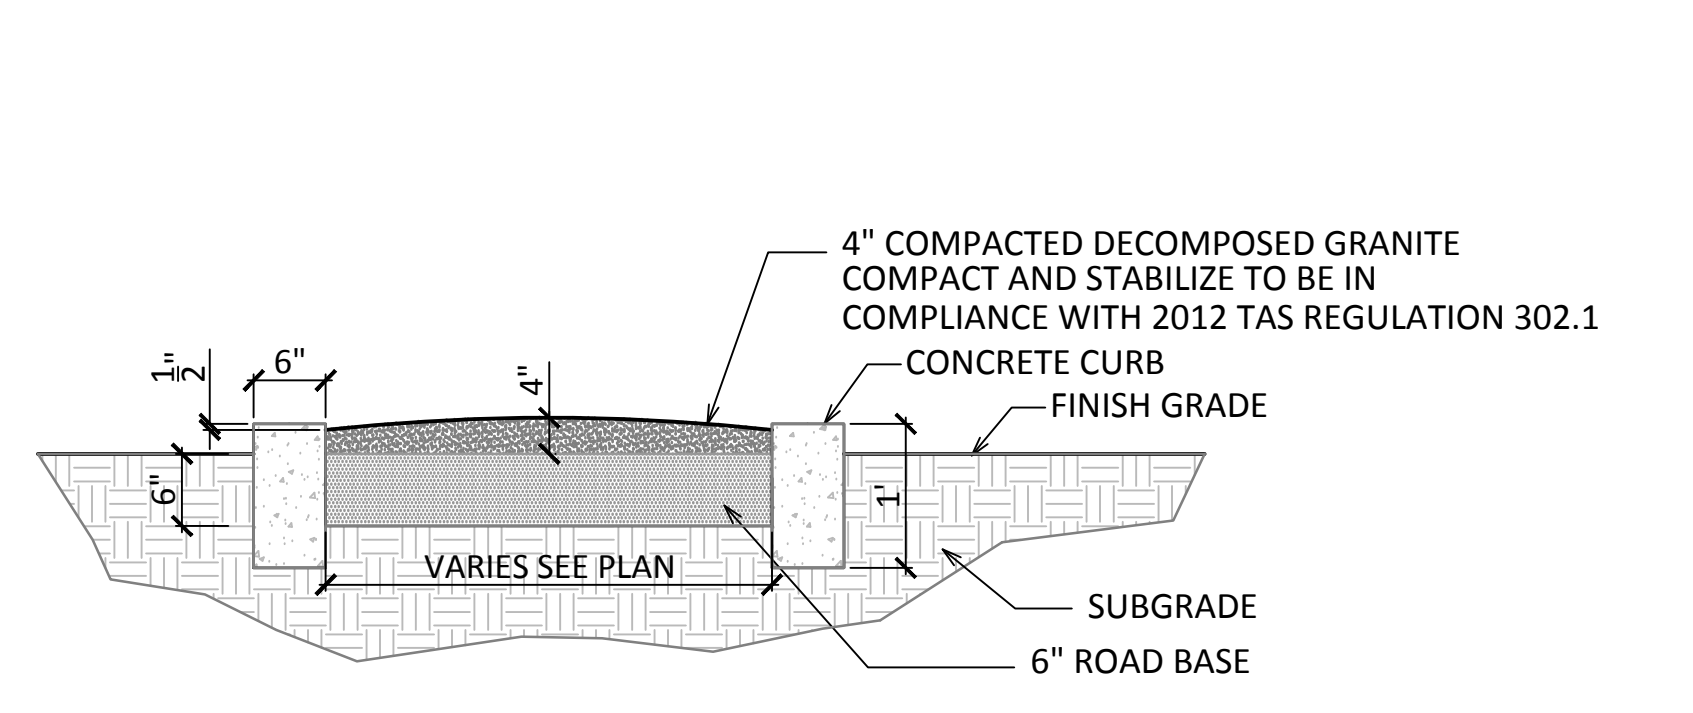 4" COMPACTED DECOMPOSED GRANITE
COMPACT AND STABILIZE TO BE IN
COMPLIANCE WITH 2012 TAS REGULATION 302.1
CONCRETE CURB
FINISH GRADE
1/2"
6"
4"
6"
1'
VARIES SEE PLAN
SUBGRADE
6" ROAD BASE